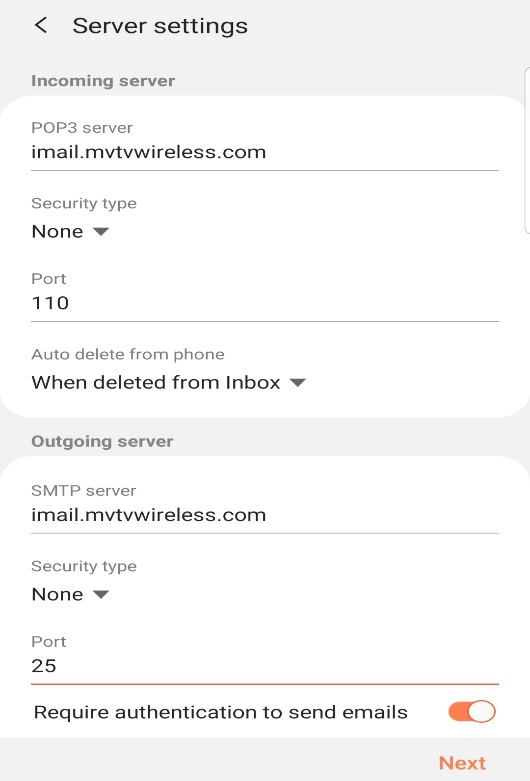 Server settings
Incoming server
POP3 server
imail.mvtvwireless.com
Security type
None
Port
110
Auto delete from phone
When deleted from Inbox
Outgoing server
SMTP server
imail.mvtvwireless.com
Security type
None
Port
25
Require authentication to send emails
Next